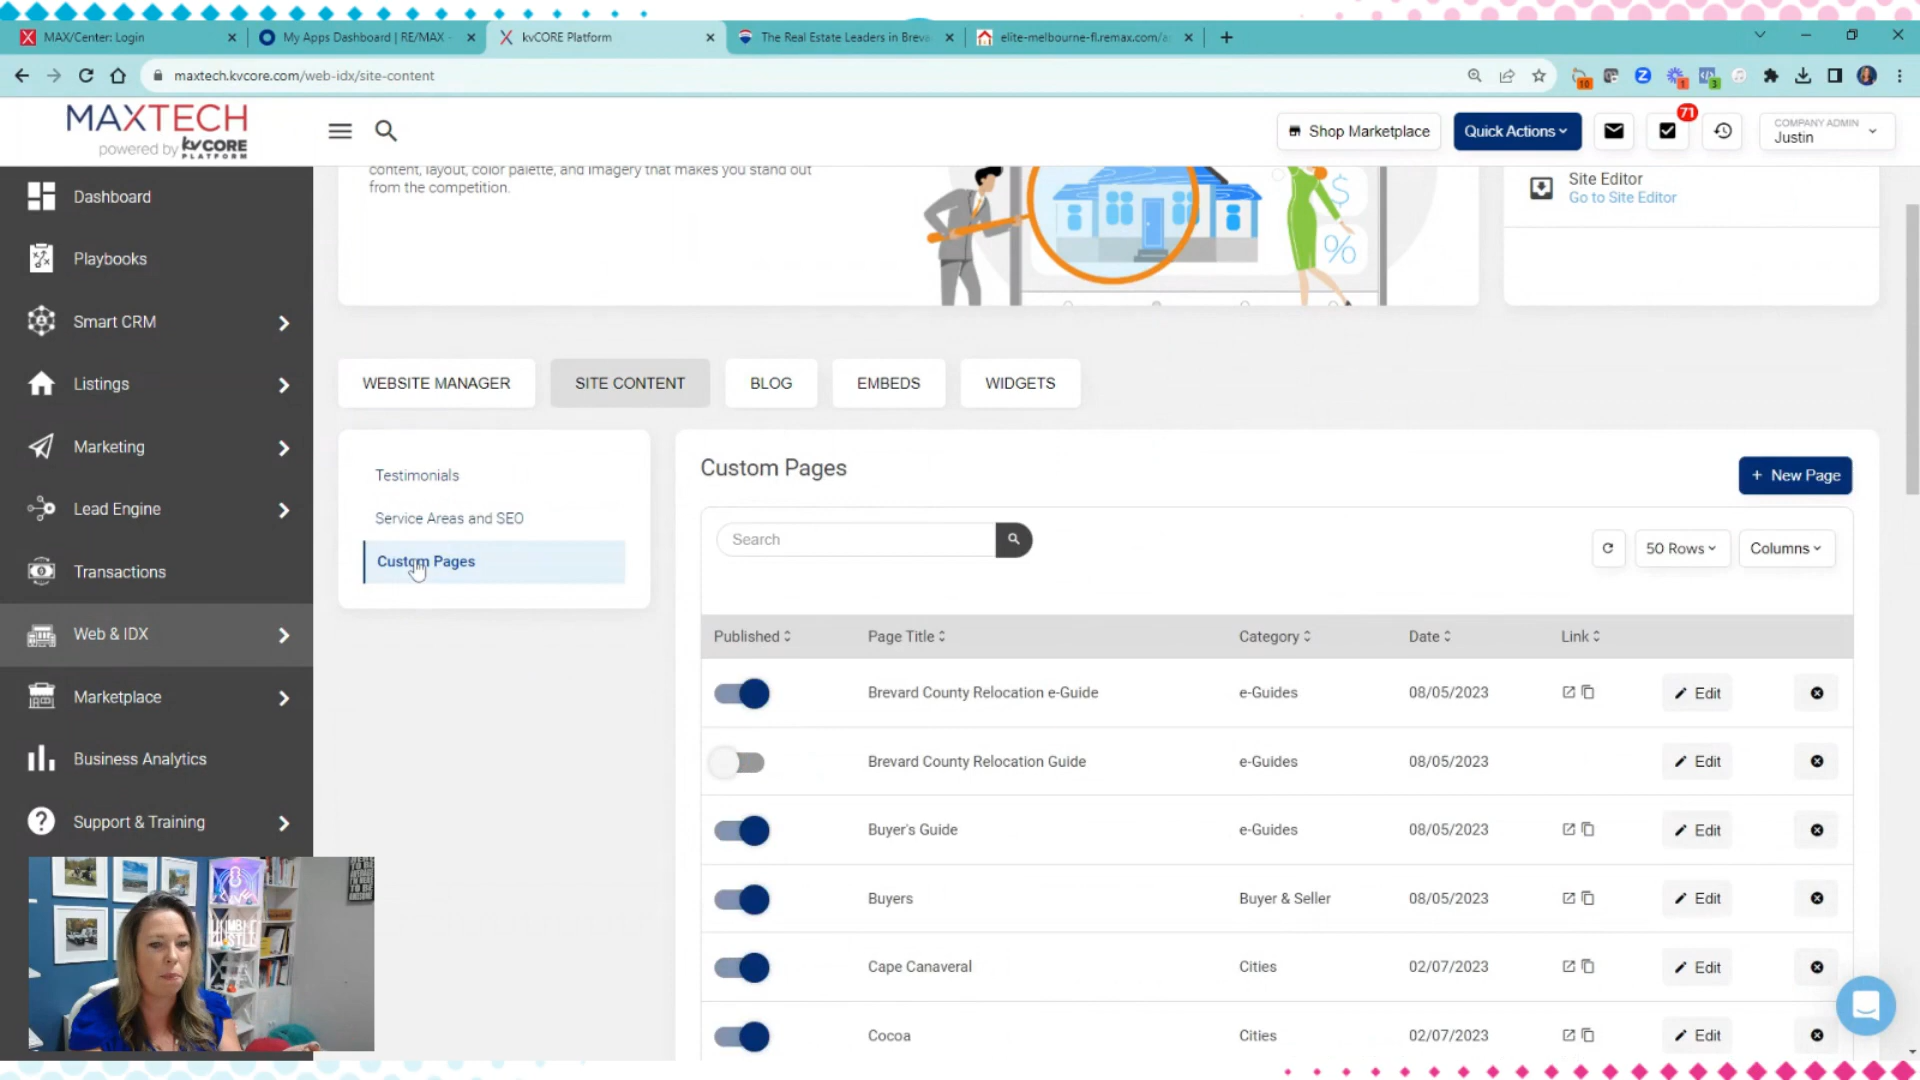 MAX/Center: Login
My Apps Dashboard | RE/MAX -
kvCORE Platform
The Real Estate Leaders in Breva
elite-melbourne-fl.remax.com/a
maxtech.kvcore.com/web-idx/site-content
10
1
3
MAXTECH
powered by kvCORE
PLATFORM
Shop Marketplace
Quick Actions
71
COMPANY ADMIN
Justin
Dashboard
Playbooks
Smart CRM
Listings
Marketing
Lead Engine
Transactions
Web & IDX
Marketplace
Business Analytics
Support & Training
content, layout, color palette, and imagery that makes you stand out
from the competition.
$
%
Site Editor
Go to Site Editor
WEBSITE MANAGER
SITE CONTENT
BLOG
EMBEDS
WIDGETS
Testimonials
Service Areas and SEO
Custom Pages
Custom Pages
+ New Page
Search
50 Rows
Columns
Published Page Title Category Date Link
Brevard County Relocation e-Guide e-Guides 08/05/2023 Edit
Brevard County Relocation Guide e-Guides 08/05/2023 Edit
Buyer's Guide e-Guides 08/05/2023 Edit
Buyers Buyer & Seller 08/05/2023 Edit
Cape Canaveral Cities 02/07/2023 Edit
Cocoa Cities 02/07/2023 Edit